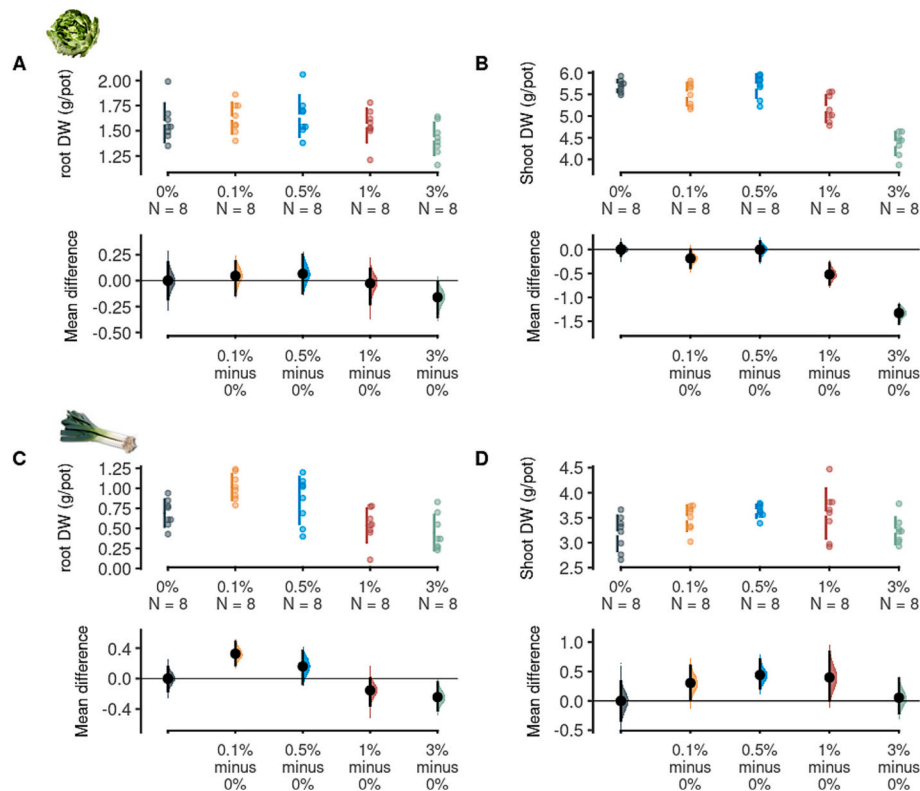 A
root DW (g/pot)
2.00
1.75
1.50
1.25
0% 0.1% 0.5% 1% 3%
N = 8 N = 8 N = 8 N = 8 N = 8
Mean difference
0.25
0.00
-0.25
-0.50
0.1% 0.5% 1% 3%
minus minus minus minus
0% 0% 0% 0%
B
Shoot DW (g/pot)
6.0
5.5
5.0
4.5
4.0
0% 0.1% 0.5% 1% 3%
N = 8 N = 8 N = 8 N = 8 N = 8
Mean difference
0.0
-0.5
-1.0
-1.5
0.1% 0.5% 1% 3%
minus minus minus minus
0% 0% 0% 0%
C
root DW (g/pot)
1.25
1.00
0.75
0.50
0.25
0.00
0% 0.1% 0.5% 1% 3%
N = 8 N = 8 N = 8 N = 8 N = 8
Mean difference
0.4
0.0
-0.4
0.1% 0.5% 1% 3%
minus minus minus minus
0% 0% 0% 0%
D
Shoot DW (g/pot)
4.5
4.0
3.5
3.0
2.5
0% 0.1% 0.5% 1% 3%
N = 8 N = 8 N = 8 N = 8 N = 8
Mean difference
1.0
0.5
0.0
-0.5
0.1% 0.5% 1% 3%
minus minus minus minus
0% 0% 0% 0%